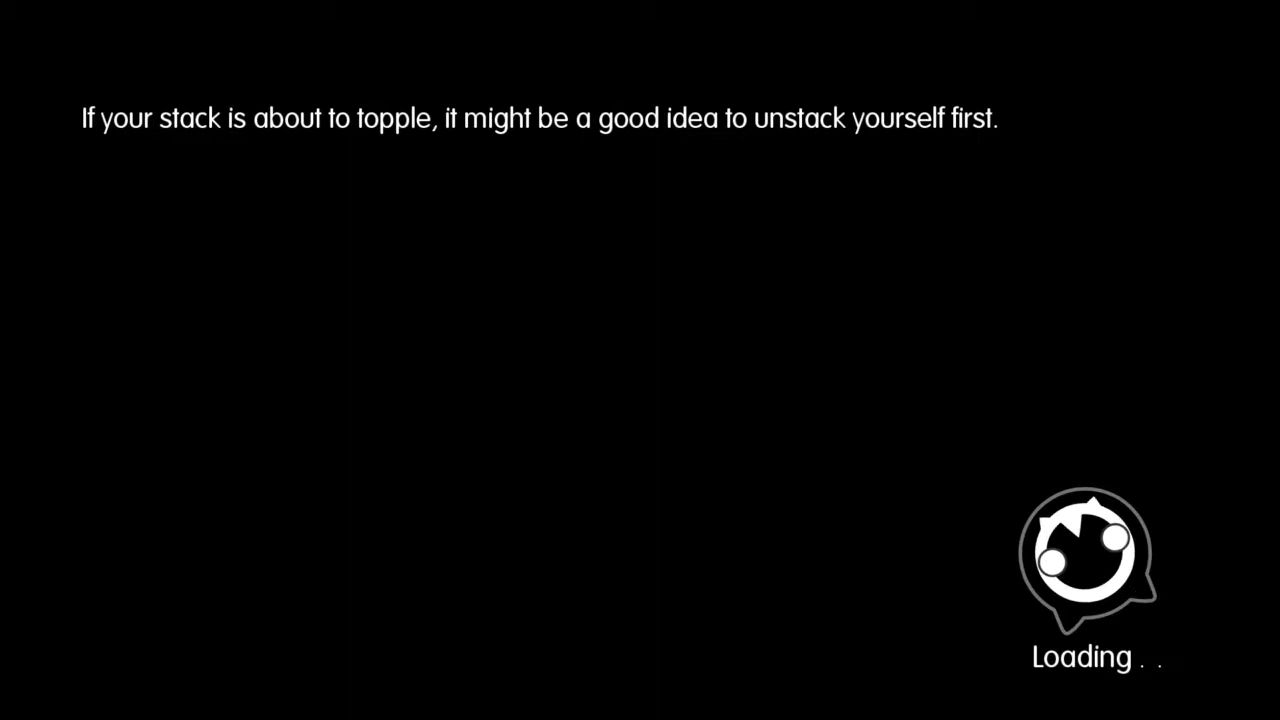 If your stack is about to topple, it might be a good idea to unstack yourself first.
Loading . .